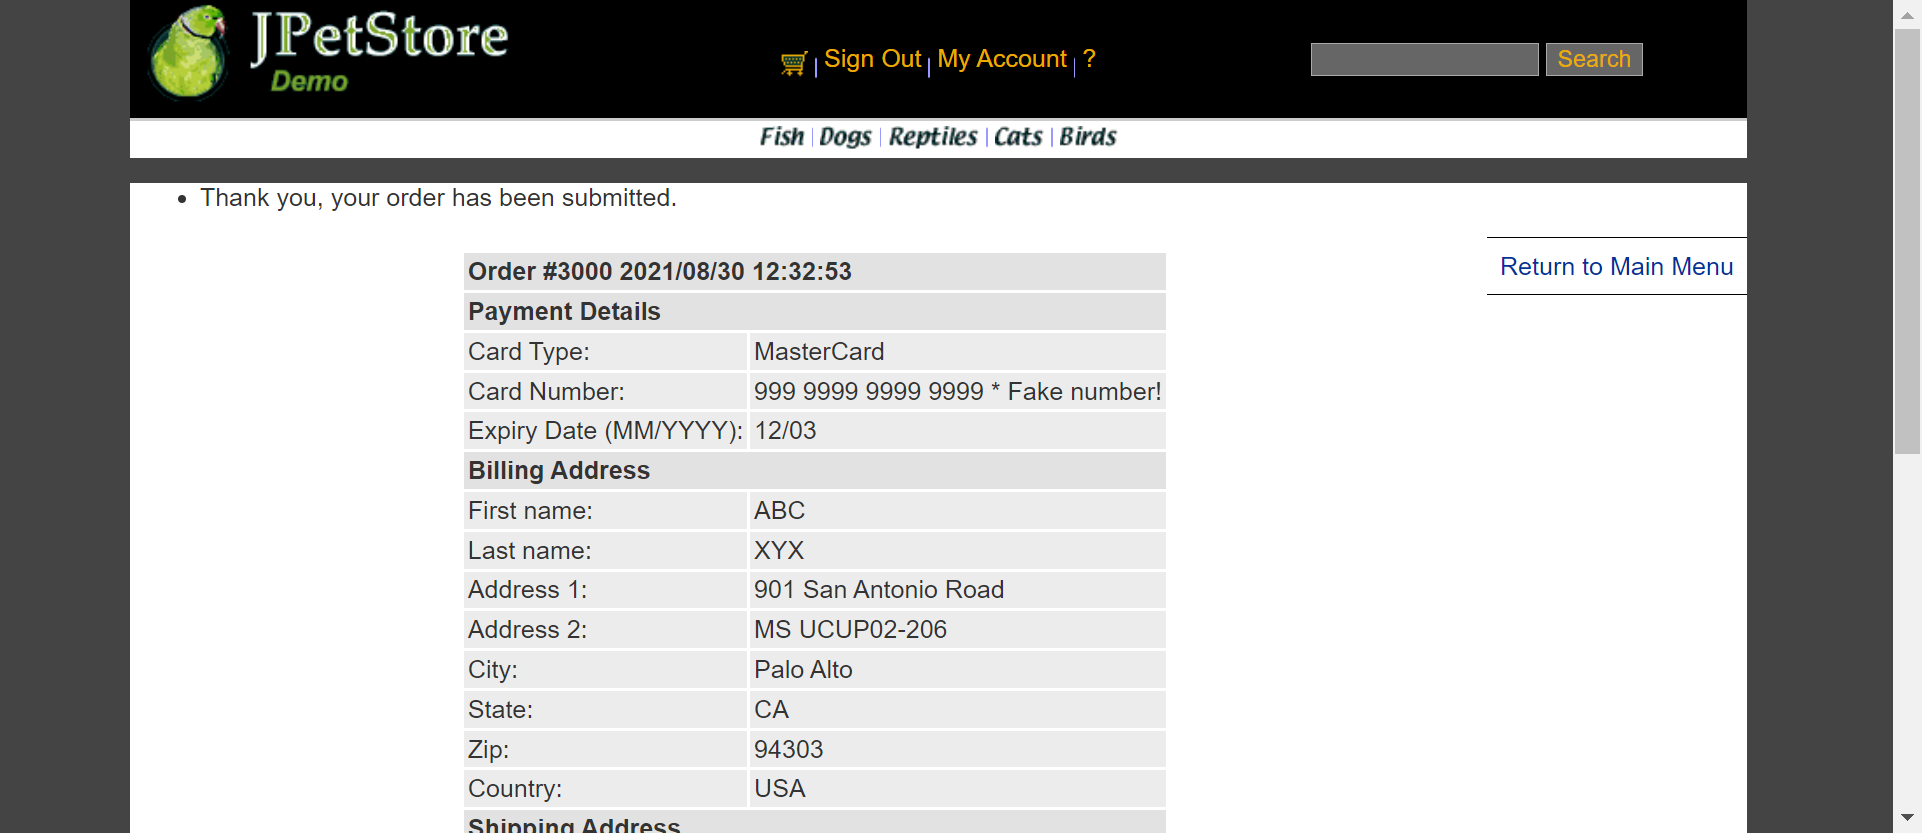 JPetStore
Demo
Sign Out My Account ?
Search
Fish Dogs Reptiles Cats Birds
Thank you, your order has been submitted.
Return to Main Menu
Order #3000 2021/08/30 12:32:53
Payment Details
Card Type: MasterCard
Card Number: 999 9999 9999 9999 * Fake number!
Expiry Date (MM/YYYY): 12/03
Billing Address
First name: ABC
Last name: XYX
Address 1: 901 San Antonio Road
Address 2: MS UCUP02-206
City: Palo Alto
State: CA
Zip: 94303
Country: USA
Shipping Address